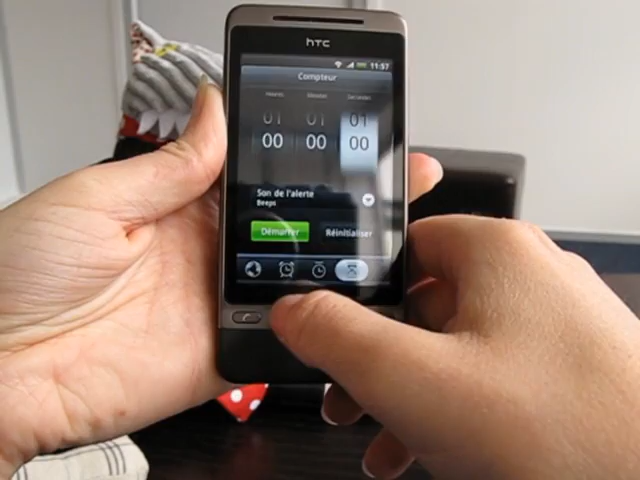 hTC
11:57
Compteur
Heures Minutes Secondes
01 01 01
00 00 00
Son de l'alerte
Beeps
Démarrer Réinitialiser